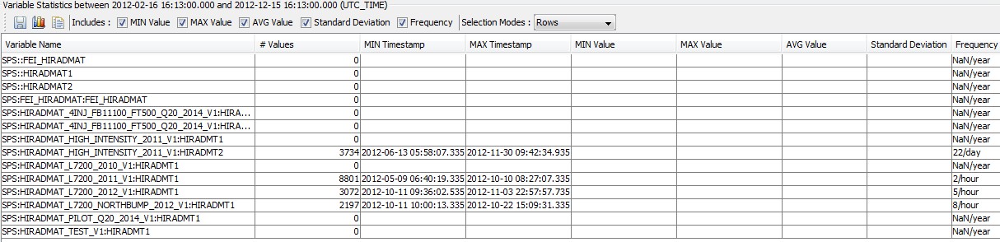 Variable Statistics between 2012-02-16 16:13:00.000 and 2012-12-15 16:13:00.000 (UTC_TIME)
Includes : MIN Value MAX Value AVG Value Standard Deviation Frequency Selection Modes : Rows
Variable Name # Values MIN Timestamp MAX Timestamp MIN Value MAX Value AVG Value Standard Deviation Frequency
SPS::FEI_HIRADMAT 0 NaN/year
SPS::HIRADMAT1 0 NaN/year
SPS::HIRADMAT2 0 NaN/year
SPS:FEI_HIRADMAT:FEI_HIRADMAT 0 NaN/year
SPS:HIRADMAT_4INJ_FB11100_FT500_Q20_2014_V1:HIRA... 0 NaN/year
SPS:HIRADMAT_4INJ_FB11100_FT500_Q20_2014_V1:HIRA... 0 NaN/year
SPS:HIRADMAT_HIGH_INTENSITY_2011_V1:HIRADMT1 0 NaN/year
SPS:HIRADMAT_HIGH_INTENSITY_2011_V1:HIRADMT2 3734 2012-06-13 05:58:07.335 2012-11-30 09:42:34.935 22/day
SPS:HIRADMAT_L7200_2010_V1:HIRADMT1 0 NaN/year
SPS:HIRADMAT_L7200_2011_V1:HIRADMT1 8801 2012-05-09 06:40:19.335 2012-10-10 08:27:07.335 2/hour
SPS:HIRADMAT_L7200_2012_V1:HIRADMT1 3072 2012-10-11 09:36:02.535 2012-11-03 22:57:57.735 5/hour
SPS:HIRADMAT_L7200_NORTHBUMP_2012_V1:HIRADMT1 2197 2012-10-11 10:00:13.335 2012-10-22 15:09:31.335 8/hour
SPS:HIRADMAT_PILOT_Q20_2014_V1:HIRADMT1 0 NaN/year
SPS:HIRADMAT_TEST_V1:HIRADMT1 0 NaN/year